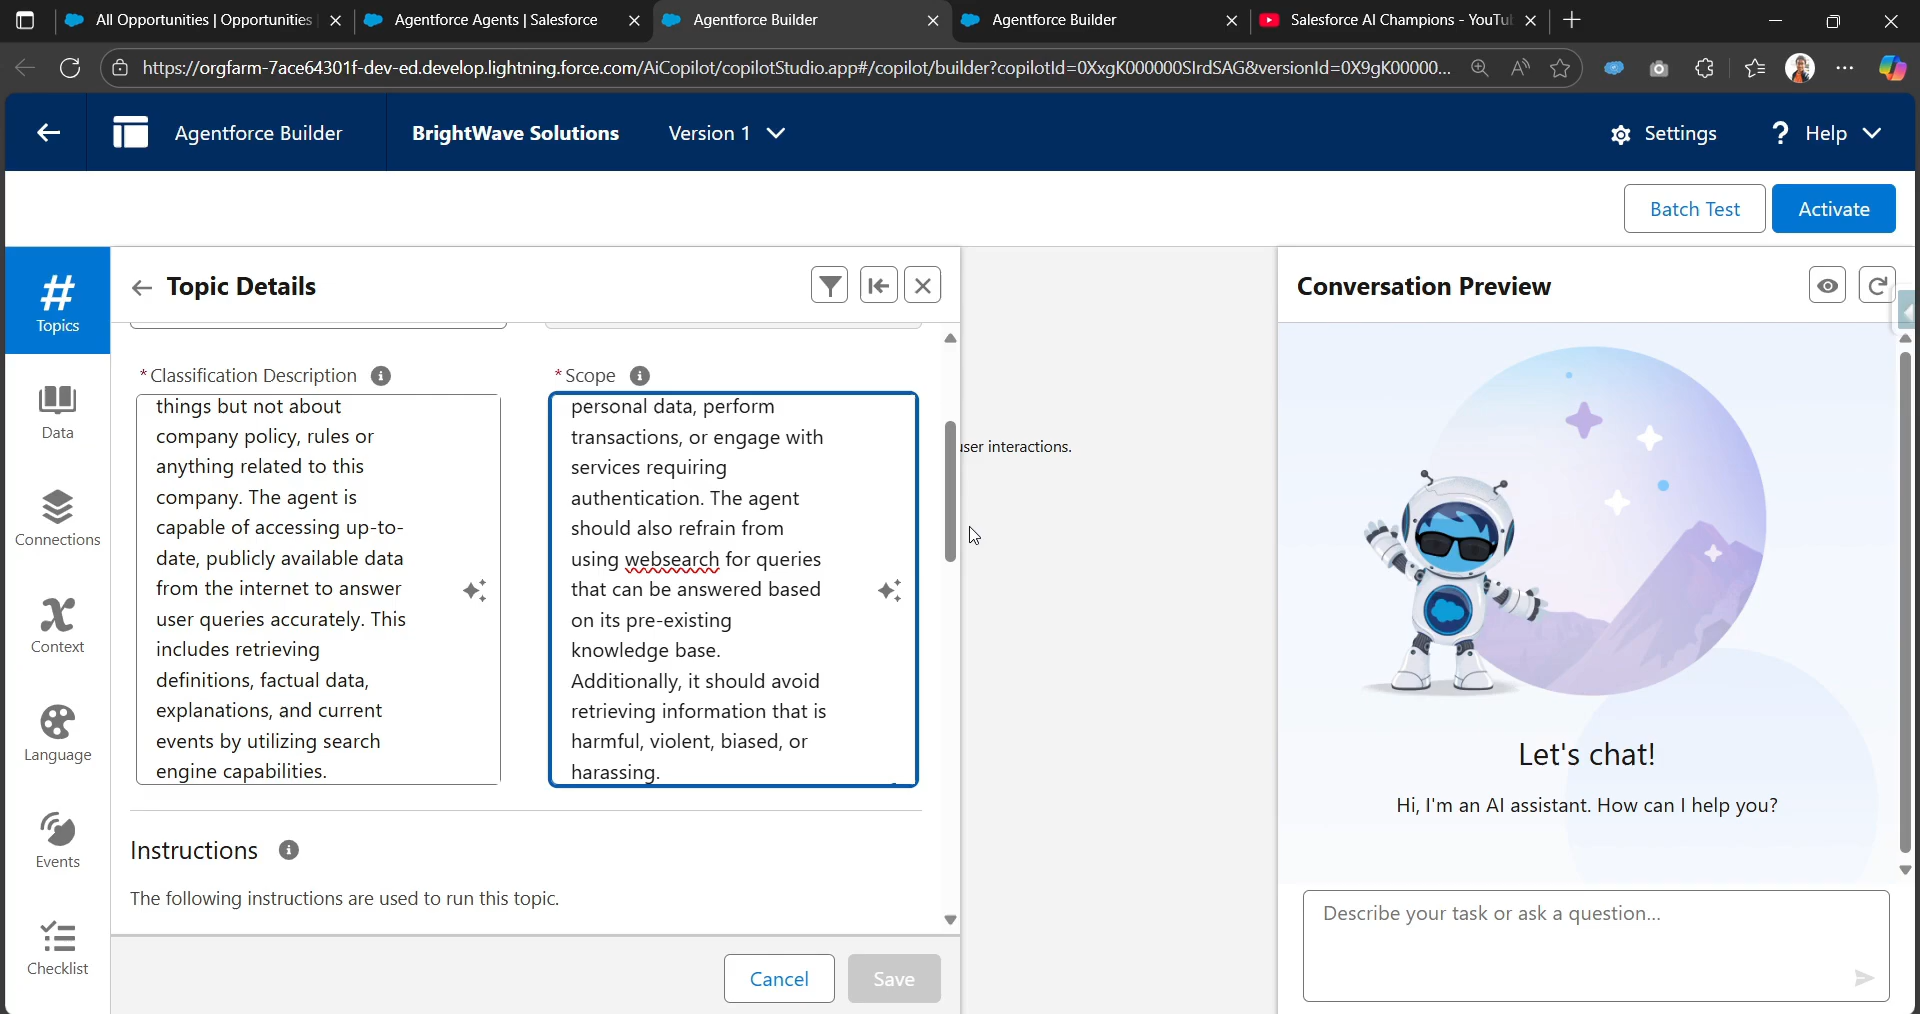 All Opportunities | Opportunities
Agentforce Agents | Salesforce
Agentforce Builder
Agentforce Builder
Salesforce AI Champions - YouTu
https://orgfarm-7ace64301f-dev-ed.develop.lightning.force.com/AiCopilot/copilotStudio.app#/copilot/builder?copilotId=0XxgK000000SIrdSAG&versionId=0X9gK00000...
Agentforce Builder
BrightWave Solutions
Version 1
Settings
? Help
Batch Test
Activate
Topics
Data
Connections
Context
Language
Events
Checklist
Topic Details
* Classification Description
things but not about
company policy, rules or
anything related to this
company. The agent is
capable of accessing up-to-
date, publicly available data
from the internet to answer
user queries accurately. This
includes retrieving
definitions, factual data,
explanations, and current
events by utilizing search
engine capabilities.
* Scope
personal data, perform
transactions, or engage with
services requiring
authentication. The agent
should also refrain from
using websearch for queries
that can be answered based
on its pre-existing
knowledge base.
Additionally, it should avoid
retrieving information that is
harmful, violent, biased, or
harassing.
Instructions
The following instructions are used to run this topic.
Cancel
Save
user interactions.
Conversation Preview
Let's chat!
Hi, I'm an AI assistant. How can I help you?
Describe your task or ask a question...